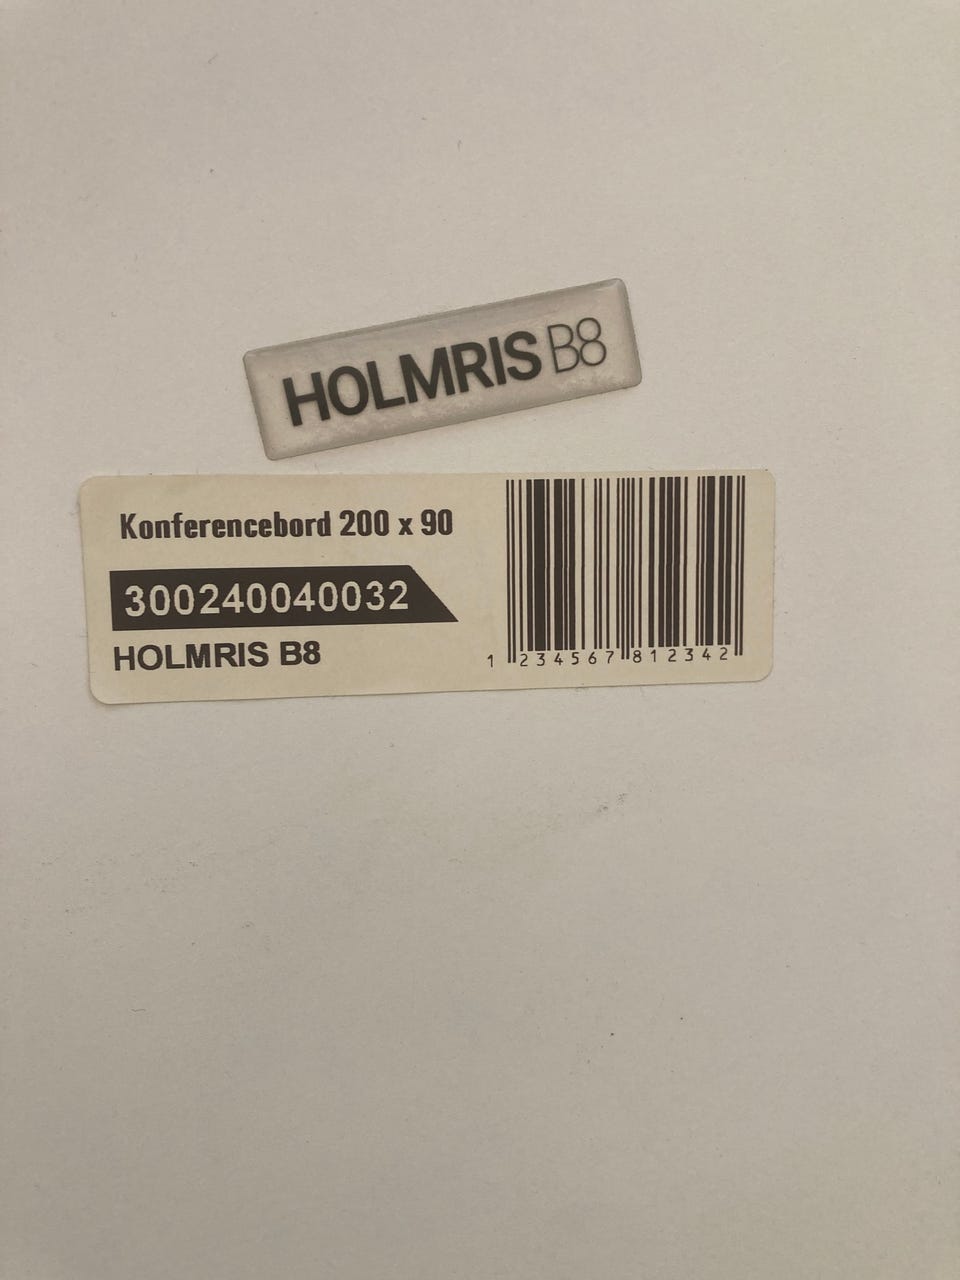 HOLMRIS B8
Konferencebord 200 x 90
300240040032
HOLMRIS B8
1 234567 812342